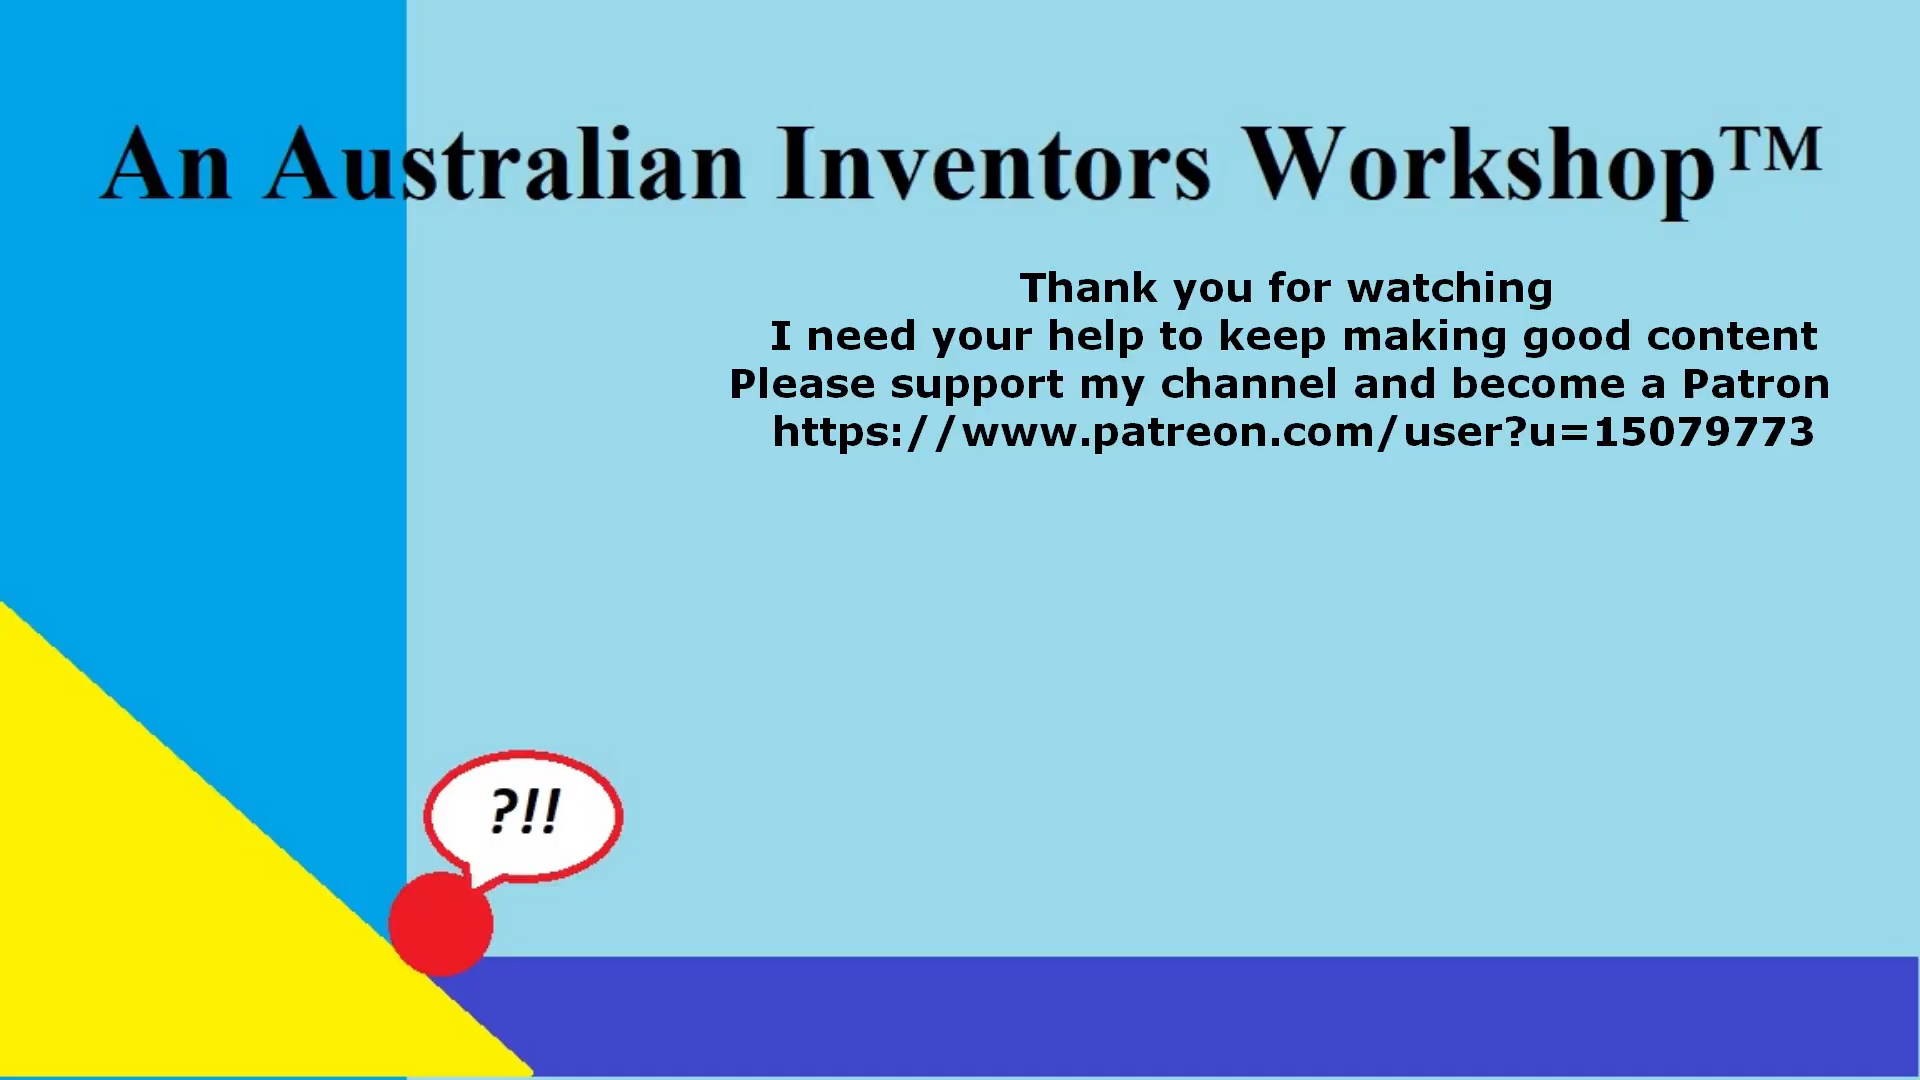 An Australian Inventors Workshop™
Thank you for watching
I need your help to keep making good content
Please support my channel and become a Patron
https://www.patreon.com/user?u=15079773
?!!